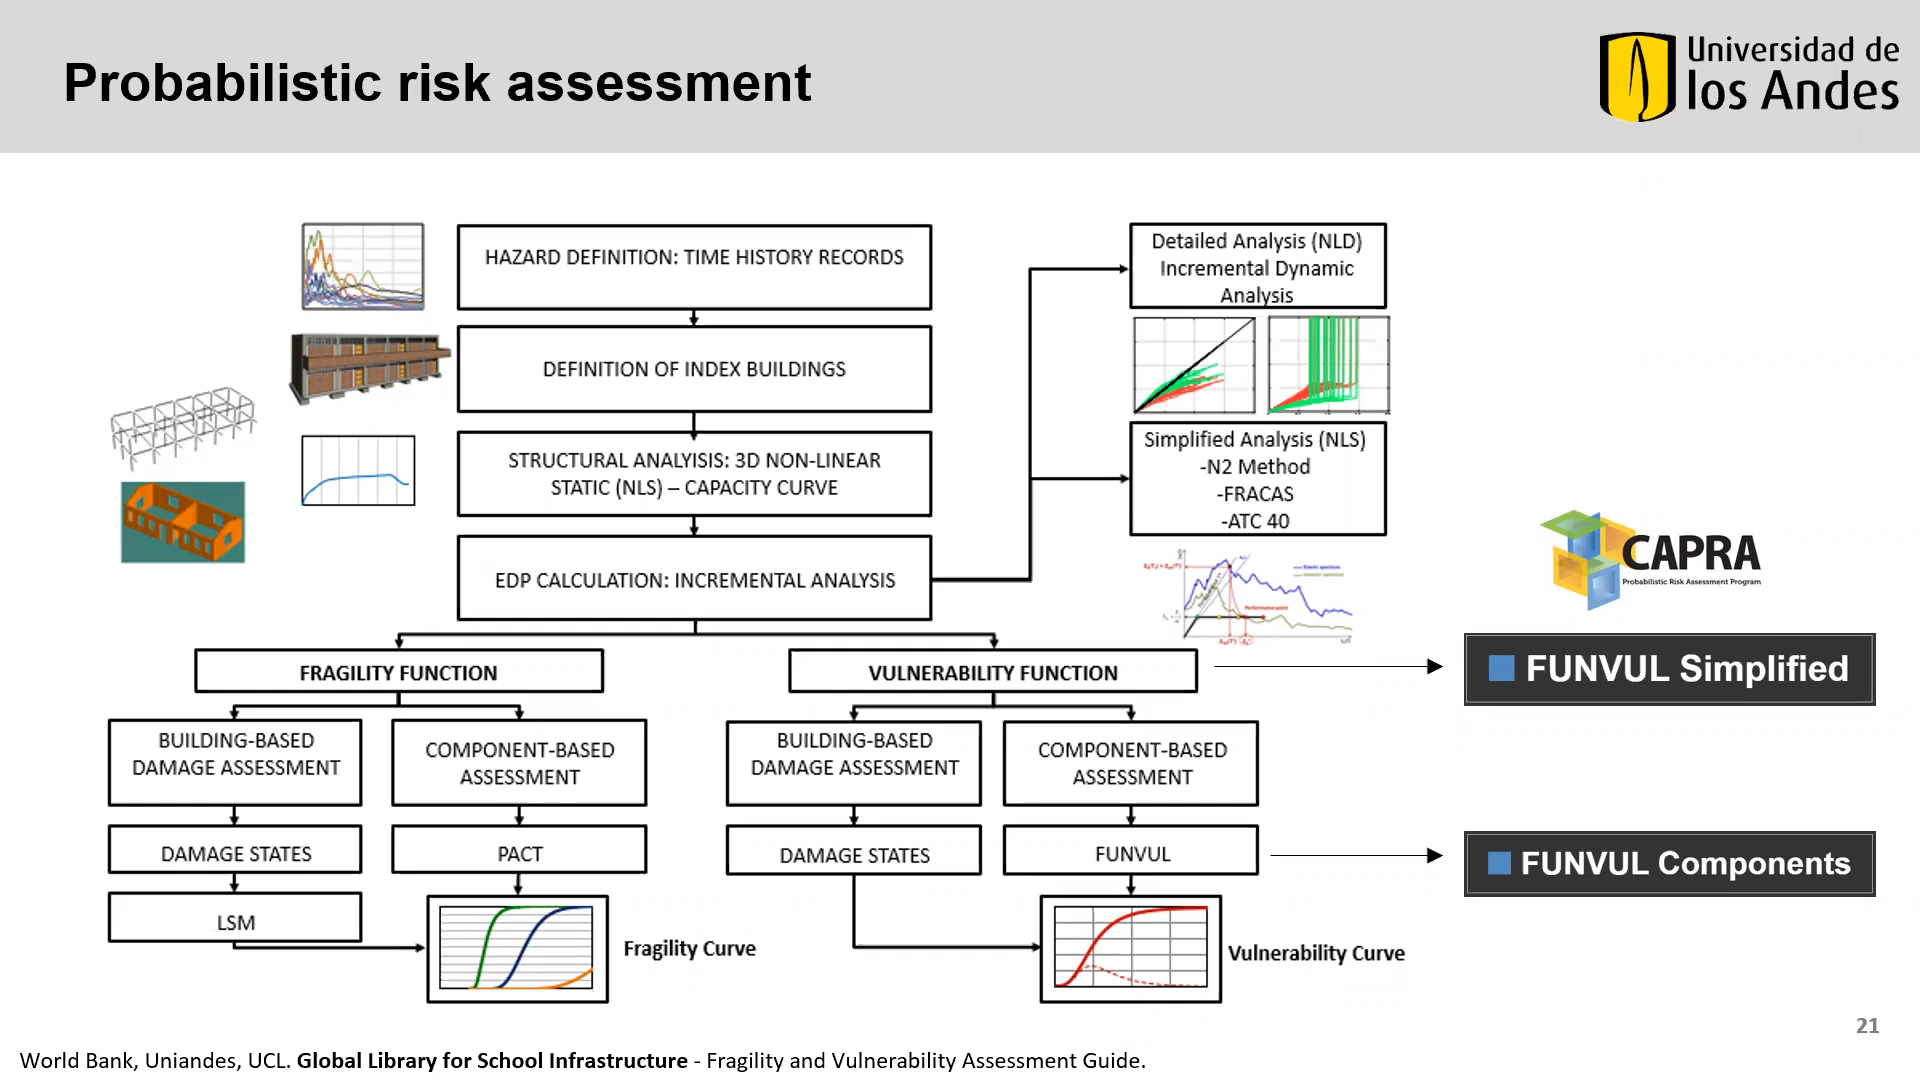 Probabilistic risk assessment
Universidad de
los Andes
HAZARD DEFINITION: TIME HISTORY RECORDS
DEFINITION OF INDEX BUILDINGS
STRUCTURAL ANALYISIS: 3D NON-LINEAR
STATIC (NLS) – CAPACITY CURVE
EDP CALCULATION: INCREMENTAL ANALYSIS
Detailed Analysis (NLD)
Incremental Dynamic
Analysis
Simplified Analysis (NLS)
-N2 Method
-FRACAS
-ATC 40
Performance point
CAPRA
Probabilistic Risk Assessment Program
FRAGILITY FUNCTION
VULNERABILITY FUNCTION
FUNVUL Simplified
BUILDING-BASED
DAMAGE ASSESSMENT
COMPONENT-BASED
ASSESSMENT
BUILDING-BASED
DAMAGE ASSESSMENT
COMPONENT-BASED
ASSESSMENT
DAMAGE STATES
PACT
DAMAGE STATES
FUNVUL
FUNVUL Components
LSM
Fragility Curve
Vulnerability Curve
21
World Bank, Uniandes, UCL. Global Library for School Infrastructure - Fragility and Vulnerability Assessment Guide.